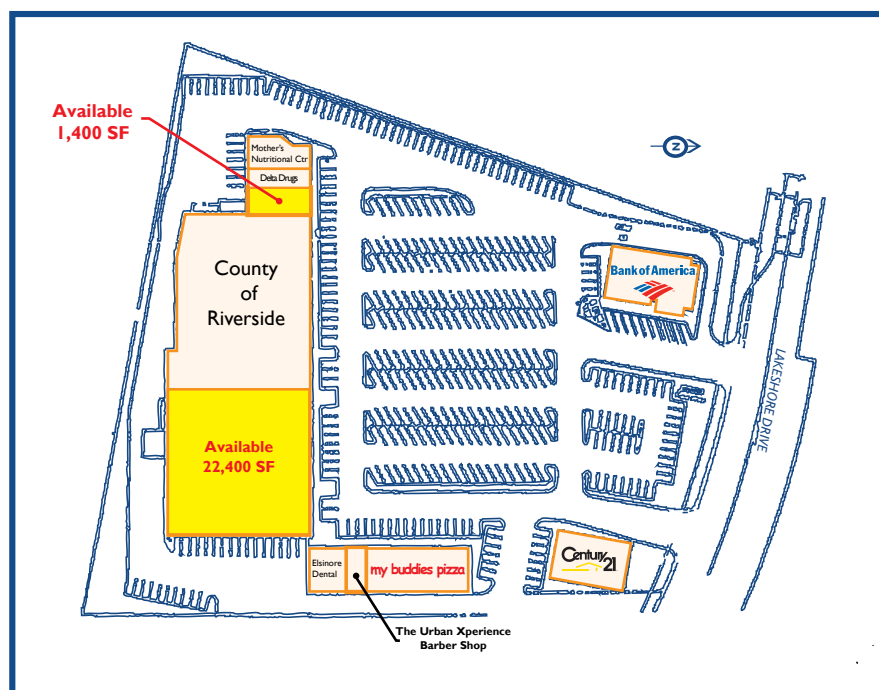 Available
1,400 SF
Mother's
Nutritional Ctr
Delta Drugs
N
County
of
Riverside
Bank of America
LAKESHORE DRIVE
Available
22,400 SF
Elsinore
Dental
my buddies pizza
Century
21
The Urban Xperience
Barber Shop